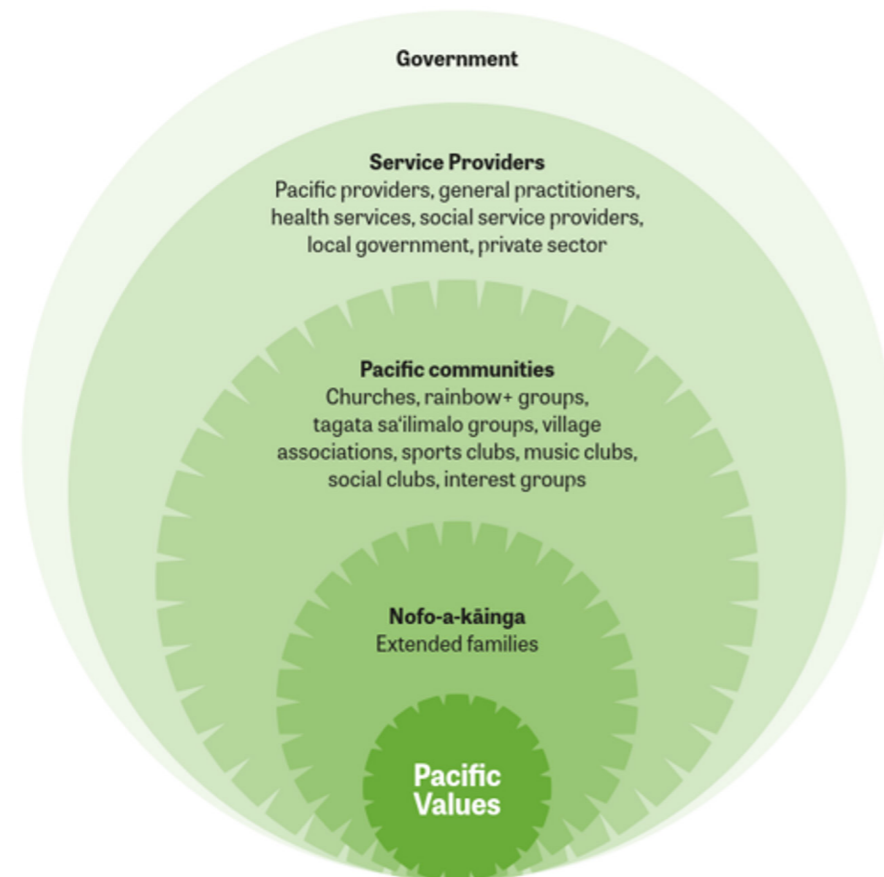 Government
Service Providers
Pacific providers, general practitioners,
health services, social service providers,
local government, private sector
Pacific communities
Churches, rainbow+ groups,
tagata sa‘ilimalo groups, village
associations, sports clubs, music clubs,
social clubs, interest groups
Nofo-a-kāinga
Extended families
Pacific
Values